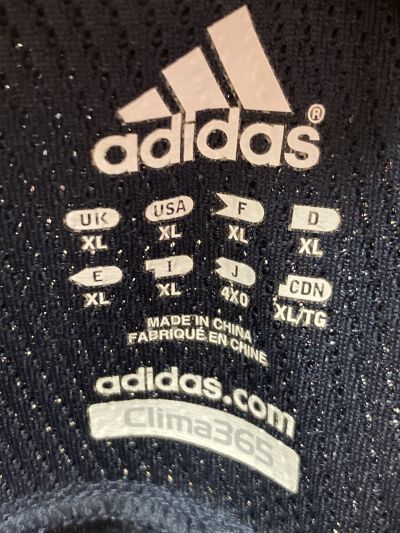 adidas®
UK USA F D
XL XL XL XL
E I J CDN
XL XL 4X0 XL/TG
MADE IN CHINA
FABRIQUÉ EN CHINE
adidas.com
Clima365